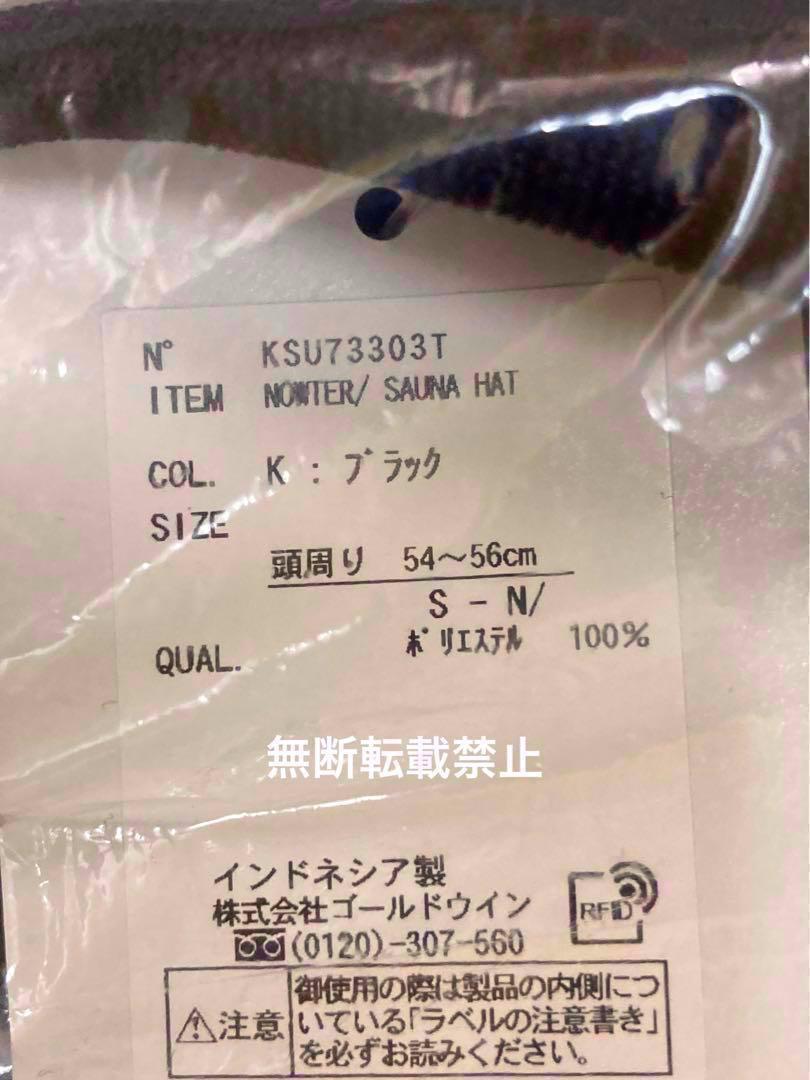 N° KSU73303T
ITEM NOWTER/ SAUNA HAT
COL. K : ブラック
SIZE
頭周り 54〜56cm
S - N/
QUAL. ポリエステル 100%
無断転載禁止
インドネシア製
株式会社ゴールドウイン
(0120)-307-560
RFID
注意
御使用の際は製品の内側につ
いている「ラベルの注意書き」
を必ずお読みください。